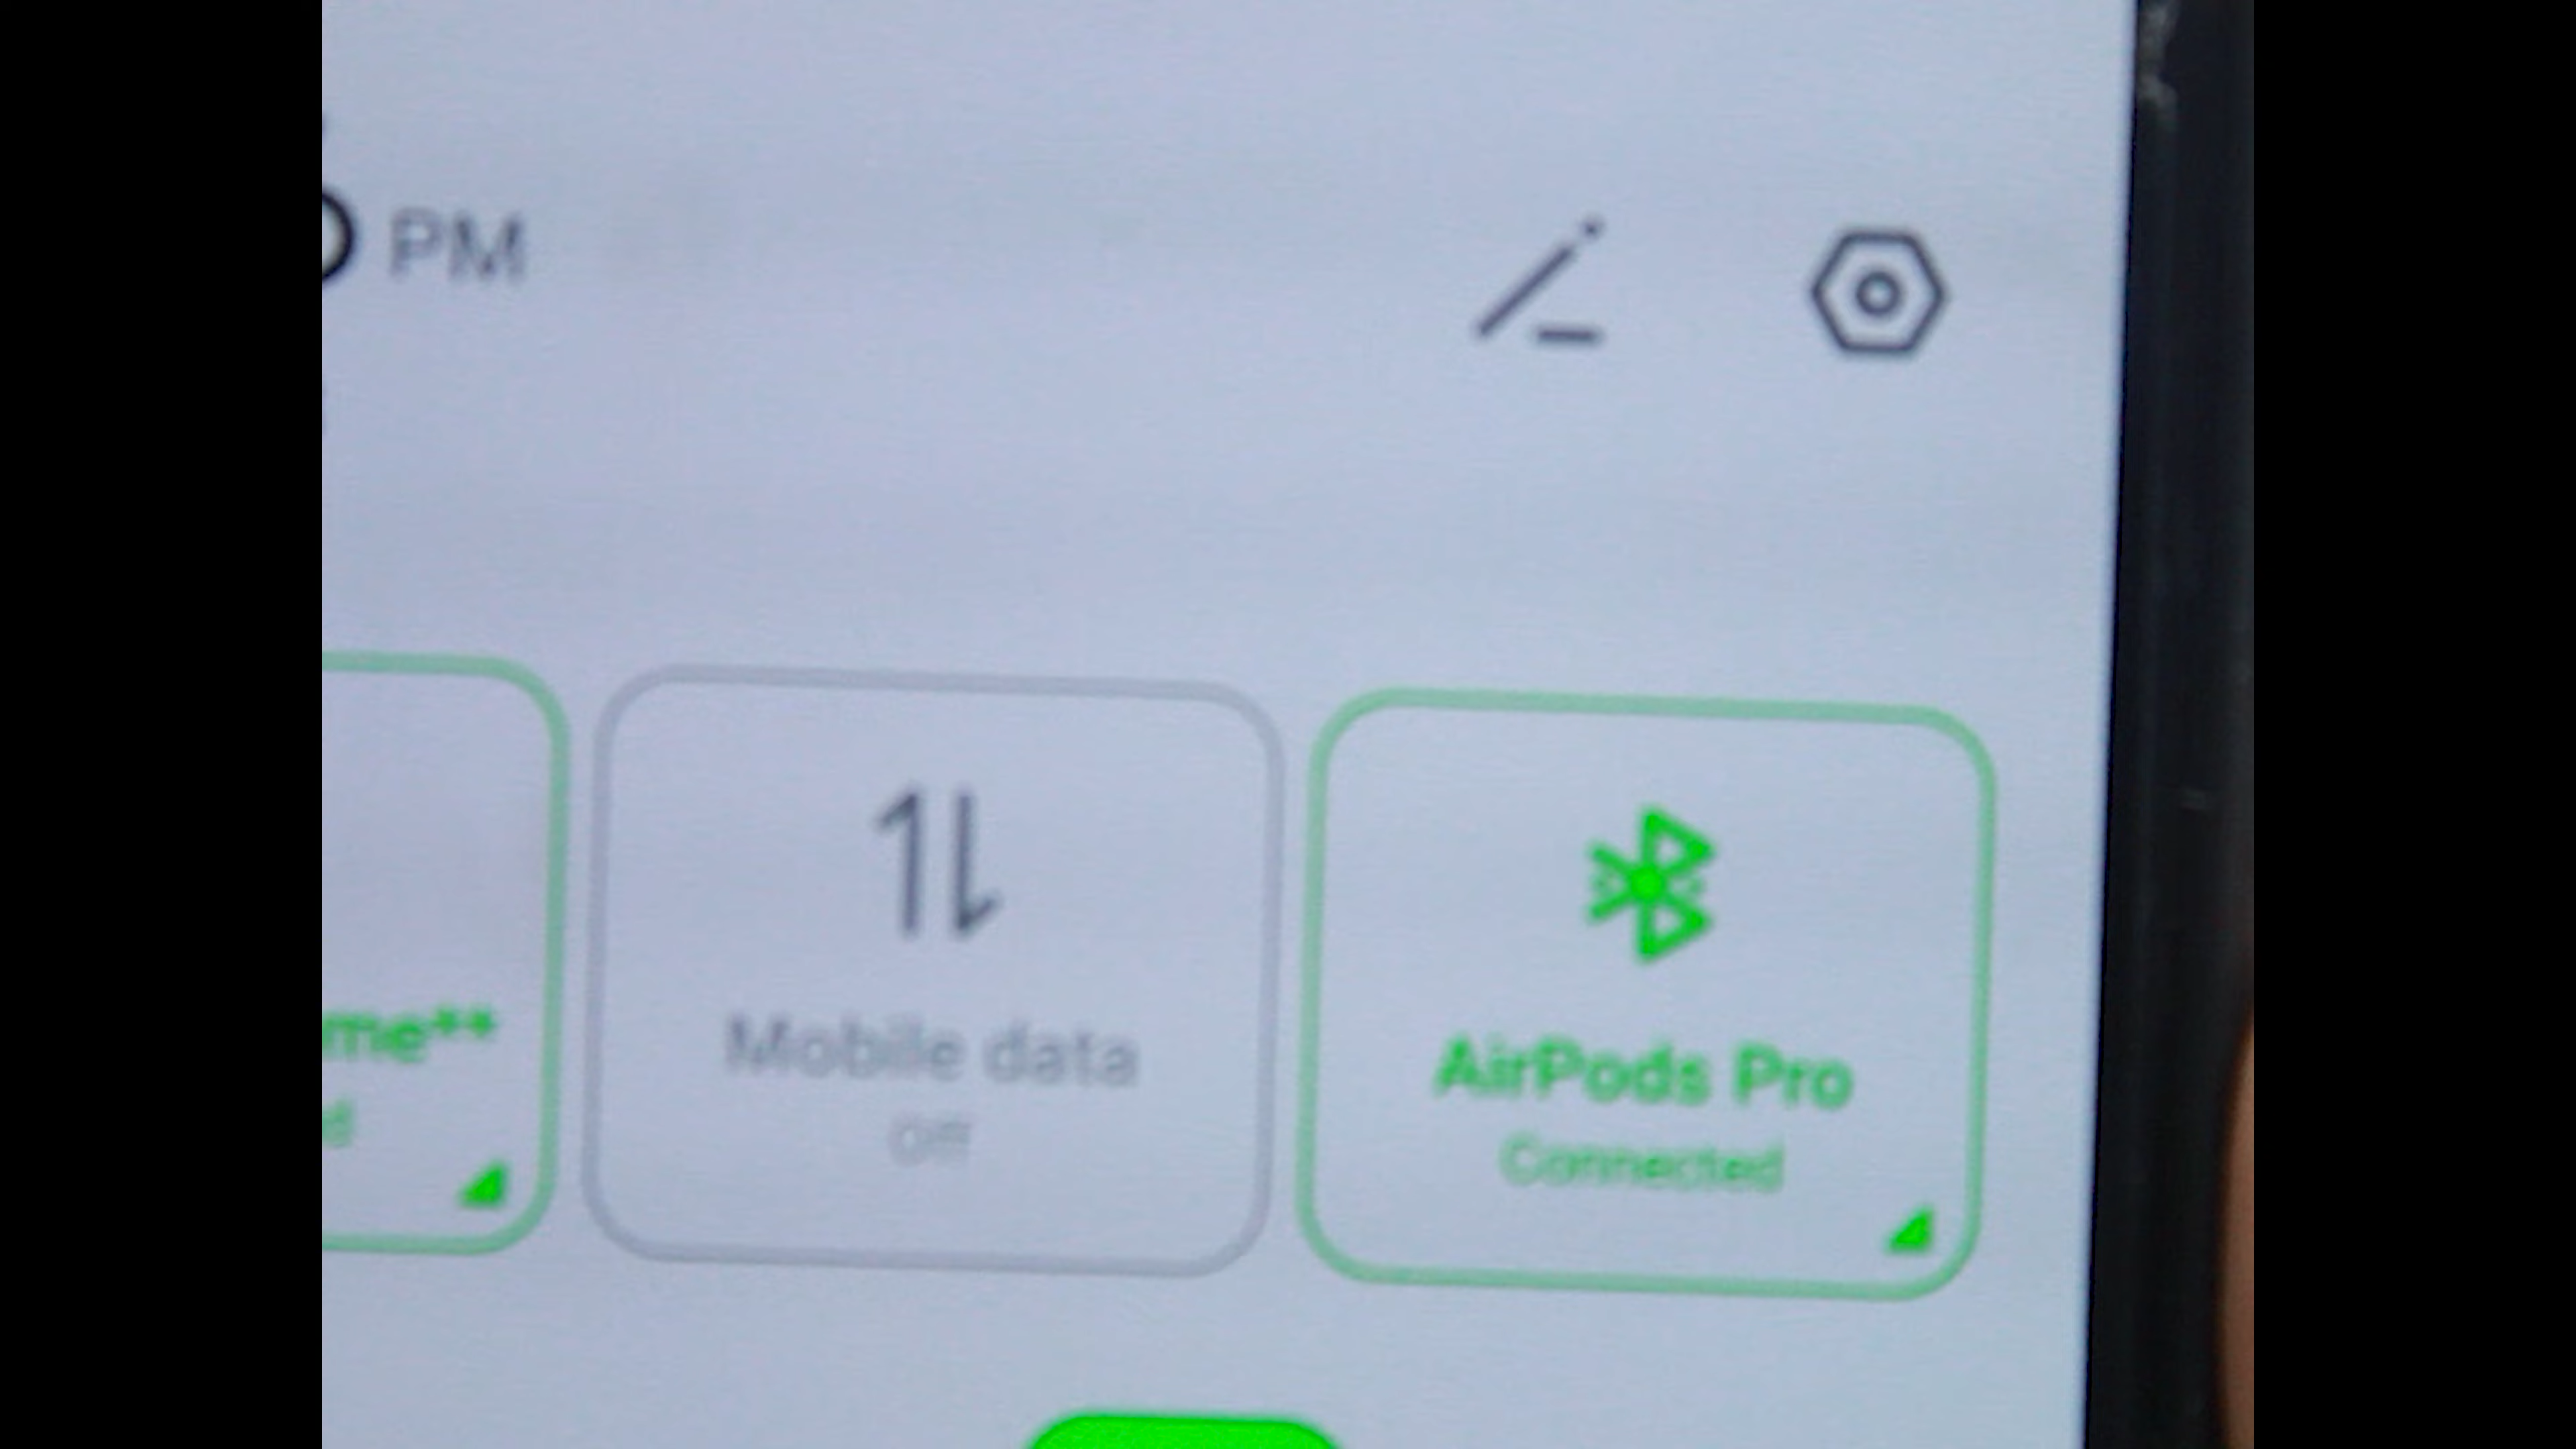 PM
me**
d
Mobile data
Off
AirPods Pro
Connected